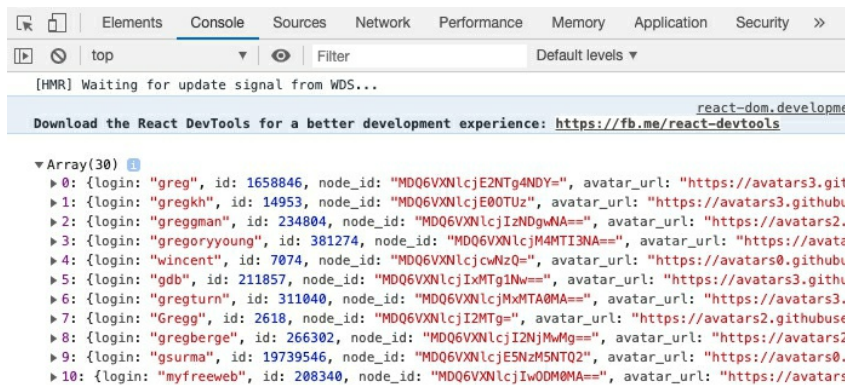 Elements Console Sources Network Performance Memory Application Security »
top ▼ Filter Default levels ▼
[HMR] Waiting for update signal from WDS...
react-dom.developme
Download the React DevTools for a better development experience: https://fb.me/react-devtools
▼Array(30) i
▶0: {login: "greg", id: 1658846, node_id: "MDQ6VXNlcjE2NTg4NDY=", avatar_url: "https://avatars3.git
▶1: {login: "gregkh", id: 14953, node_id: "MDQ6VXNlcjE0OTUz", avatar_url: "https://avatars3.githubu
▶2: {login: "greggman", id: 234804, node_id: "MDQ6VXNlcjIzNDgwNA==", avatar_url: "https://avatars2.
▶3: {login: "gregoryyoung", id: 381274, node_id: "MDQ6VXNlcjM4MTI3NA==", avatar_url: "https://avata
▶4: {login: "wincent", id: 7074, node_id: "MDQ6VXNlcjcwNzQ=", avatar_url: "https://avatars0.githubu
▶5: {login: "gdb", id: 211857, node_id: "MDQ6VXNlcjIxMTg1Nw==", avatar_url: "https://avatars3.githu
▶6: {login: "gregturn", id: 311040, node_id: "MDQ6VXNlcjMxMTA0MA==", avatar_url: "https://avatars3.
▶7: {login: "Gregg", id: 2618, node_id: "MDQ6VXNlcjI2MTg=", avatar_url: "https://avatars2.githubuse
▶8: {login: "gregberge", id: 266302, node_id: "MDQ6VXNlcjI2NjMwMg==", avatar_url: "https://avatars2
▶9: {login: "gsurma", id: 19739546, node_id: "MDQ6VXNlcjE5NzM5NTQ2", avatar_url: "https://avatars0.
▶10: {login: "myfreeweb", id: 208340, node_id: "MDQ6VXNlcjIwODM0MA==", avatar_url: "https://avatars